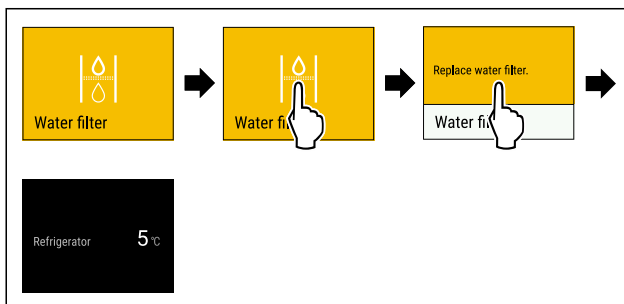 Water filter
Water fi
Replace water filter.
Water fi
Refrigerator 5 °C